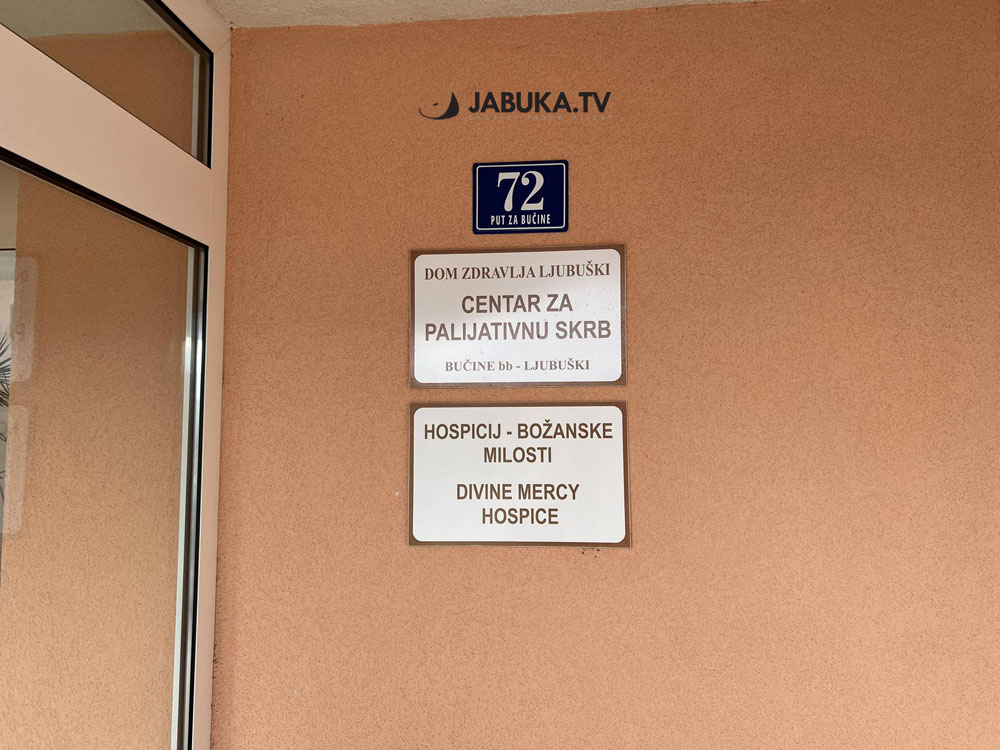 JABUKA.TV
72
PUT ZA BUČINE
DOM ZDRAVLJA LJUBUŠKI
CENTAR ZA
PALIJATIVNU SKRB
BUČINE bb - LJUBUŠKI
HOSPICIJ - BOŽANSKE
MILOSTI
DIVINE MERCY
HOSPICE